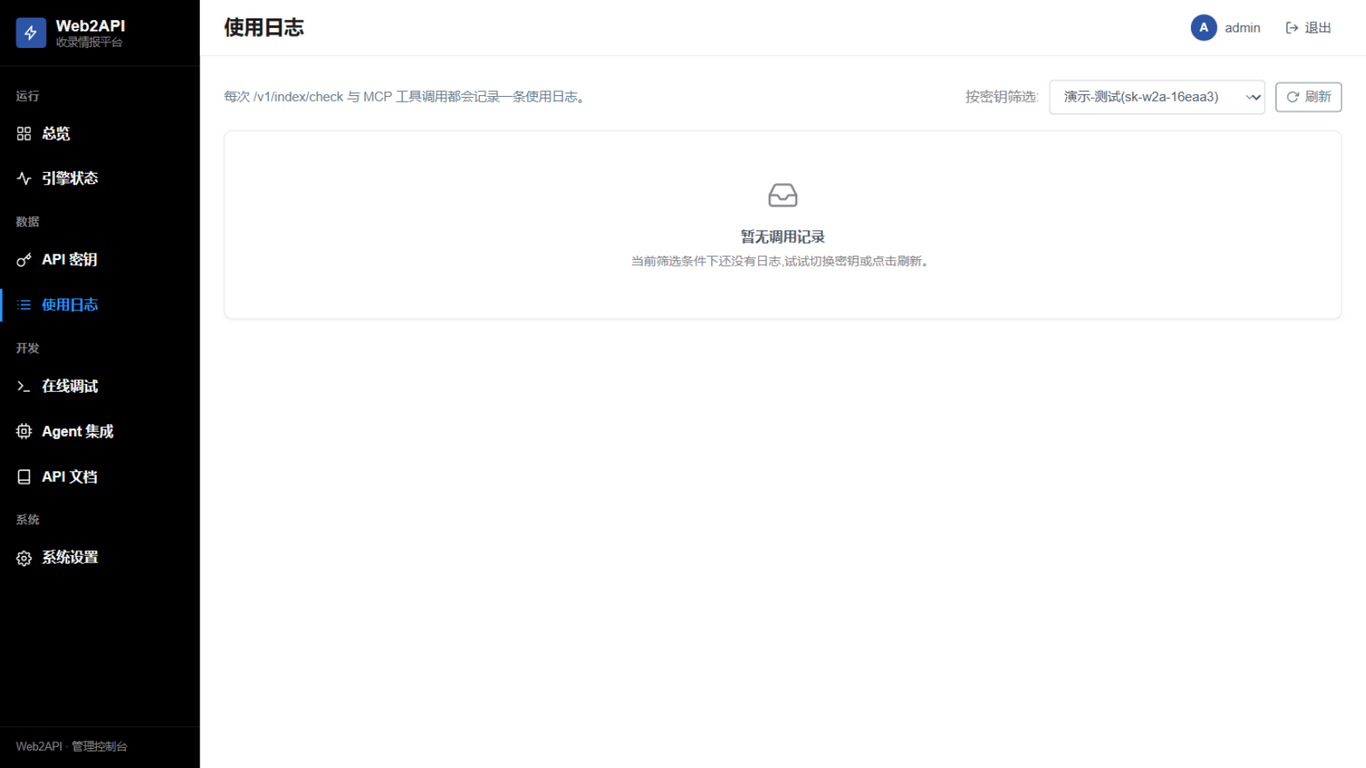 Web2API
收录情报平台
运行
总览
引擎状态
数据
API 密钥
使用日志
开发
在线调试
Agent 集成
API 文档
系统
系统设置
Web2API · 管理控制台
使用日志
A admin 退出
每次 /v1/index/check 与 MCP 工具调用都会记录一条使用日志。
按密钥筛选: 演示-测试(sk-w2a-16eaa3) 刷新
暂无调用记录
当前筛选条件下还没有日志,试试切换密钥或点击刷新。